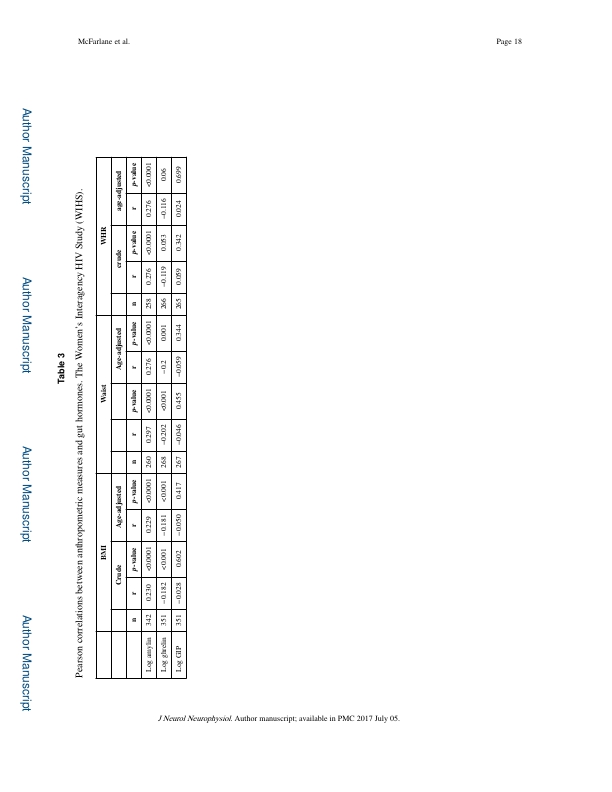 McFarlane et al. Page 18
Author Manuscript
Author Manuscript
Author Manuscript
Author Manuscript
Table 3
Pearson correlations between anthropometric measures and gut hormones. The Women's Interagency HIV Study (WIHS).
BMI Waist WHR
Crude Age-adjusted Age-adjusted crude age-adjusted
n r p-value r p-value n r p-value r p-value n r p-value r p-value
Log amylin 342 0.230 <0.0001 0.229 <0.0001 260 0.297 <0.0001 0.276 <0.0001 258 0.276 <0.0001 0.276 <0.0001
Log ghrelin 351 −0.182 <0.001 −0.181 <0.001 268 −0.202 <0.001 −0.2 0.001 266 −0.119 0.053 −0.116 0.06
Log GIP 351 −0.028 0.602 −0.050 0.417 267 −0.046 0.455 −0.059 0.344 265 0.059 0.342 0.024 0.699
J Neurol Neurophysiol. Author manuscript; available in PMC 2017 July 05.